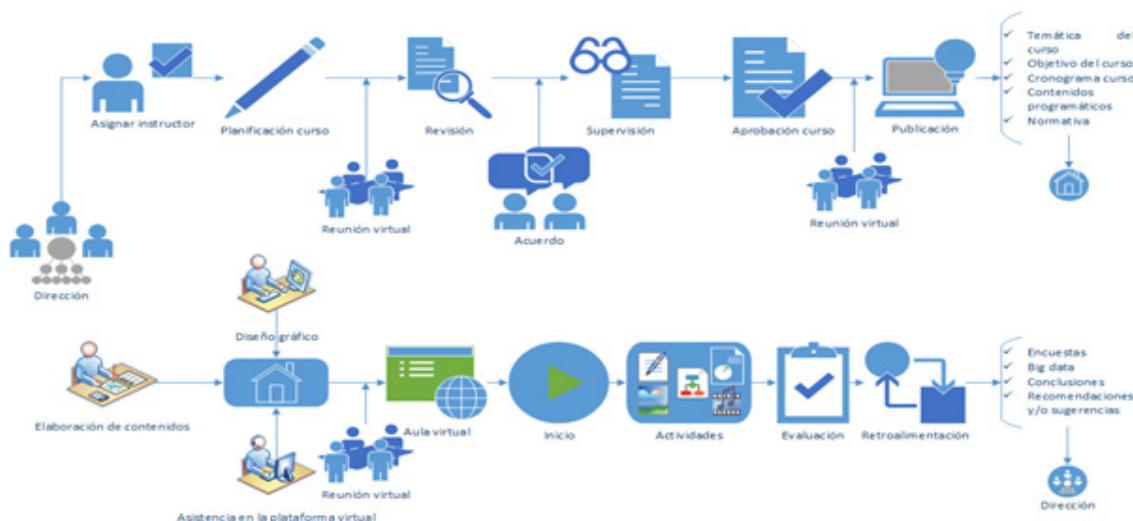 Asignar instructor
Planificación curso
Revisión
Supervisión
Aprobación curso
Publicación
Temática del
curso
Objetivo del curso
Cronograma curso
Contenidos
programáticos
Normativa
Reunión virtual
Acuerdo
Reunión virtual
Dirección
Diseño gráfico
Elaboración de contenidos
Aula virtual
Inicio
Actividades
Evaluación
Retroalimentación
Encuestas
Big data
Conclusiones
Recomendaciones
y/o sugerencias
Reunión virtual
Asistencia en la plataforma virtual
Dirección